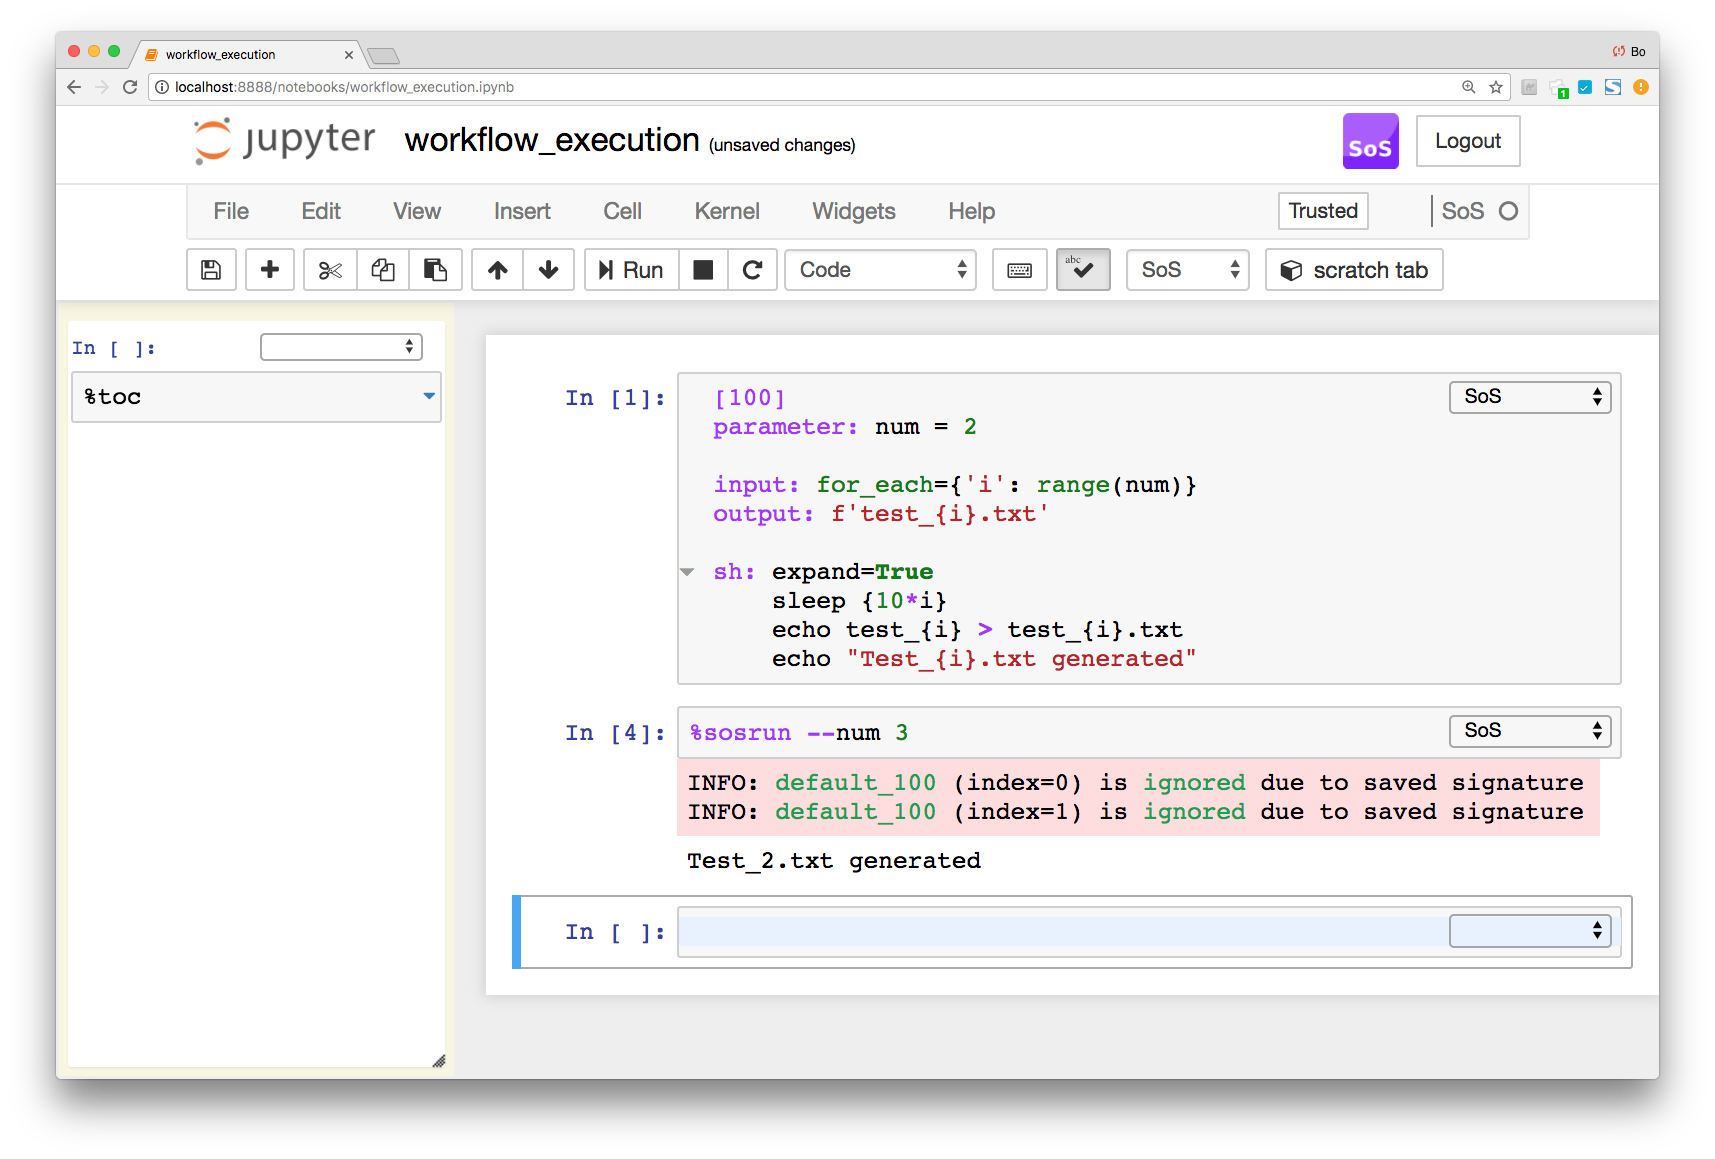 workflow_execution
Bo
localhost:8888/notebooks/workflow_execution.ipynb
1
jupyter workflow_execution (unsaved changes)
SoS
Logout
File Edit View Insert Cell Kernel Widgets Help
Trusted
SoS
Run
Code
abc
SoS
scratch tab
In [ ]:
%toc
In [1]:
SoS
[100]
parameter: num = 2
input: for_each={'i': range(num)}
output: f'test_{i}.txt'
sh: expand=True
sleep {10*i}
echo test_{i} > test_{i}.txt
echo "Test_{i}.txt generated"
In [4]:
%sosrun --num 3
SoS
INFO: default_100 (index=0) is ignored due to saved signature
INFO: default_100 (index=1) is ignored due to saved signature
Test_2.txt generated
In [ ]: